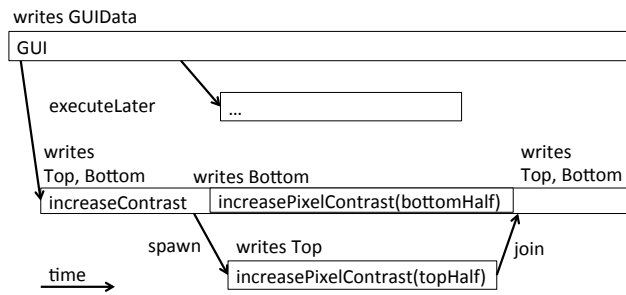 writes GUIData
GUI
executeLater
...
writes
Top, Bottom
writes Bottom
writes
Top, Bottom
increaseContrast
increasePixelContrast(bottomHalf)
spawn
writes Top
join
increasePixelContrast(topHalf)
time